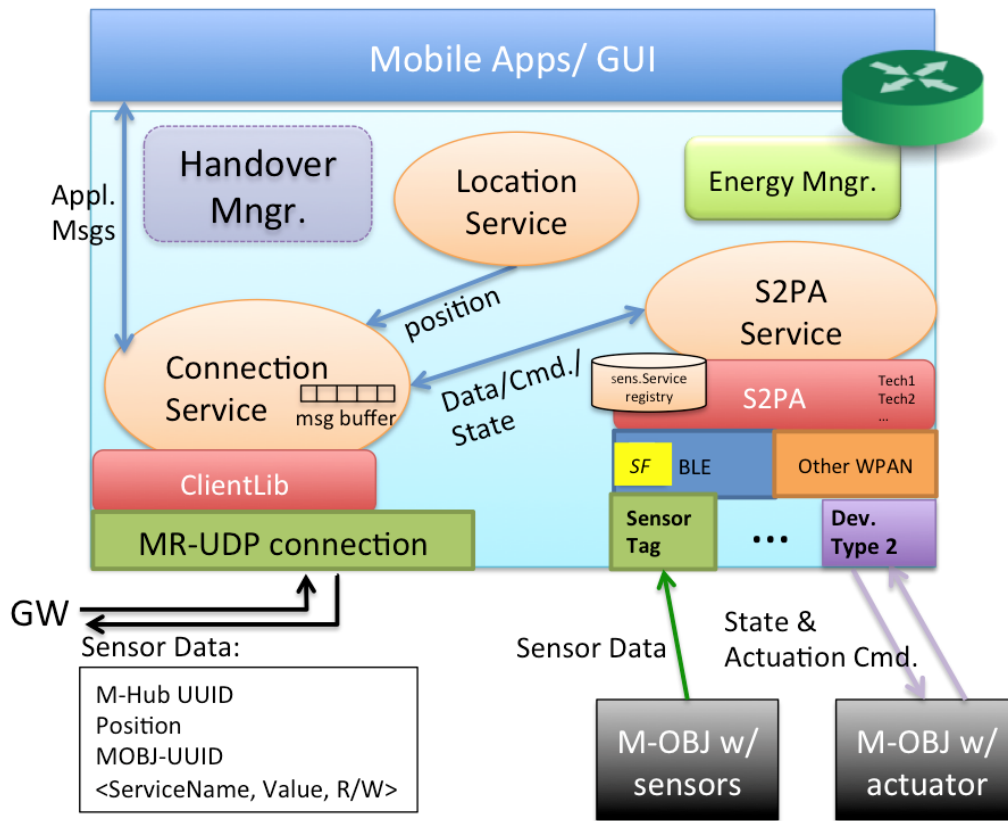 Mobile Apps/ GUI
Appl.
Msgs
Handover
Mngr.
Location
Service
Energy Mngr.
position
S2PA
Service
Connection
Service
msg buffer
Data/Cmd./
State
sens.Service
registry
S2PA
Tech1
Tech2
...
ClientLib
SF
BLE
Other WPAN
MR-UDP connection
Sensor
Tag
...
Dev.
Type 2
GW
Sensor Data:
M-Hub UUID
Position
MOBJ-UUID
<ServiceName, Value, R/W>
Sensor Data
State &
Actuation Cmd.
M-OBJ w/
sensors
M-OBJ w/
actuator